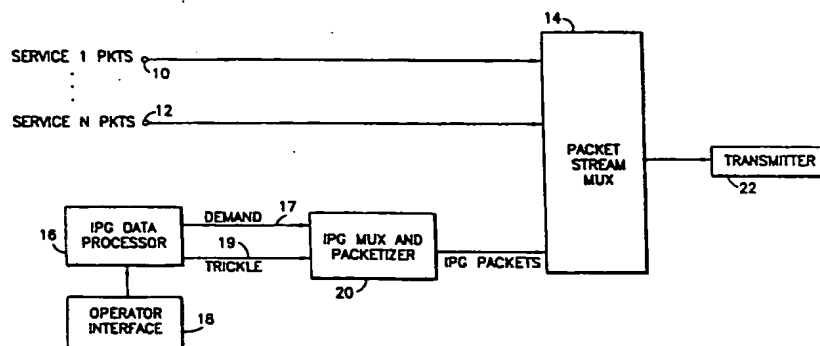 14
SERVICE 1 PKTS
10
SERVICE N PKTS
12
PACKET
STREAM
MUX
TRANSMITTER
22
DEMAND
17
16
IPG DATA
PROCESSOR
19
TRICKLE
IPG MUX AND
PACKETIZER
IPG PACKETS
20
OPERATOR
INTERFACE
18